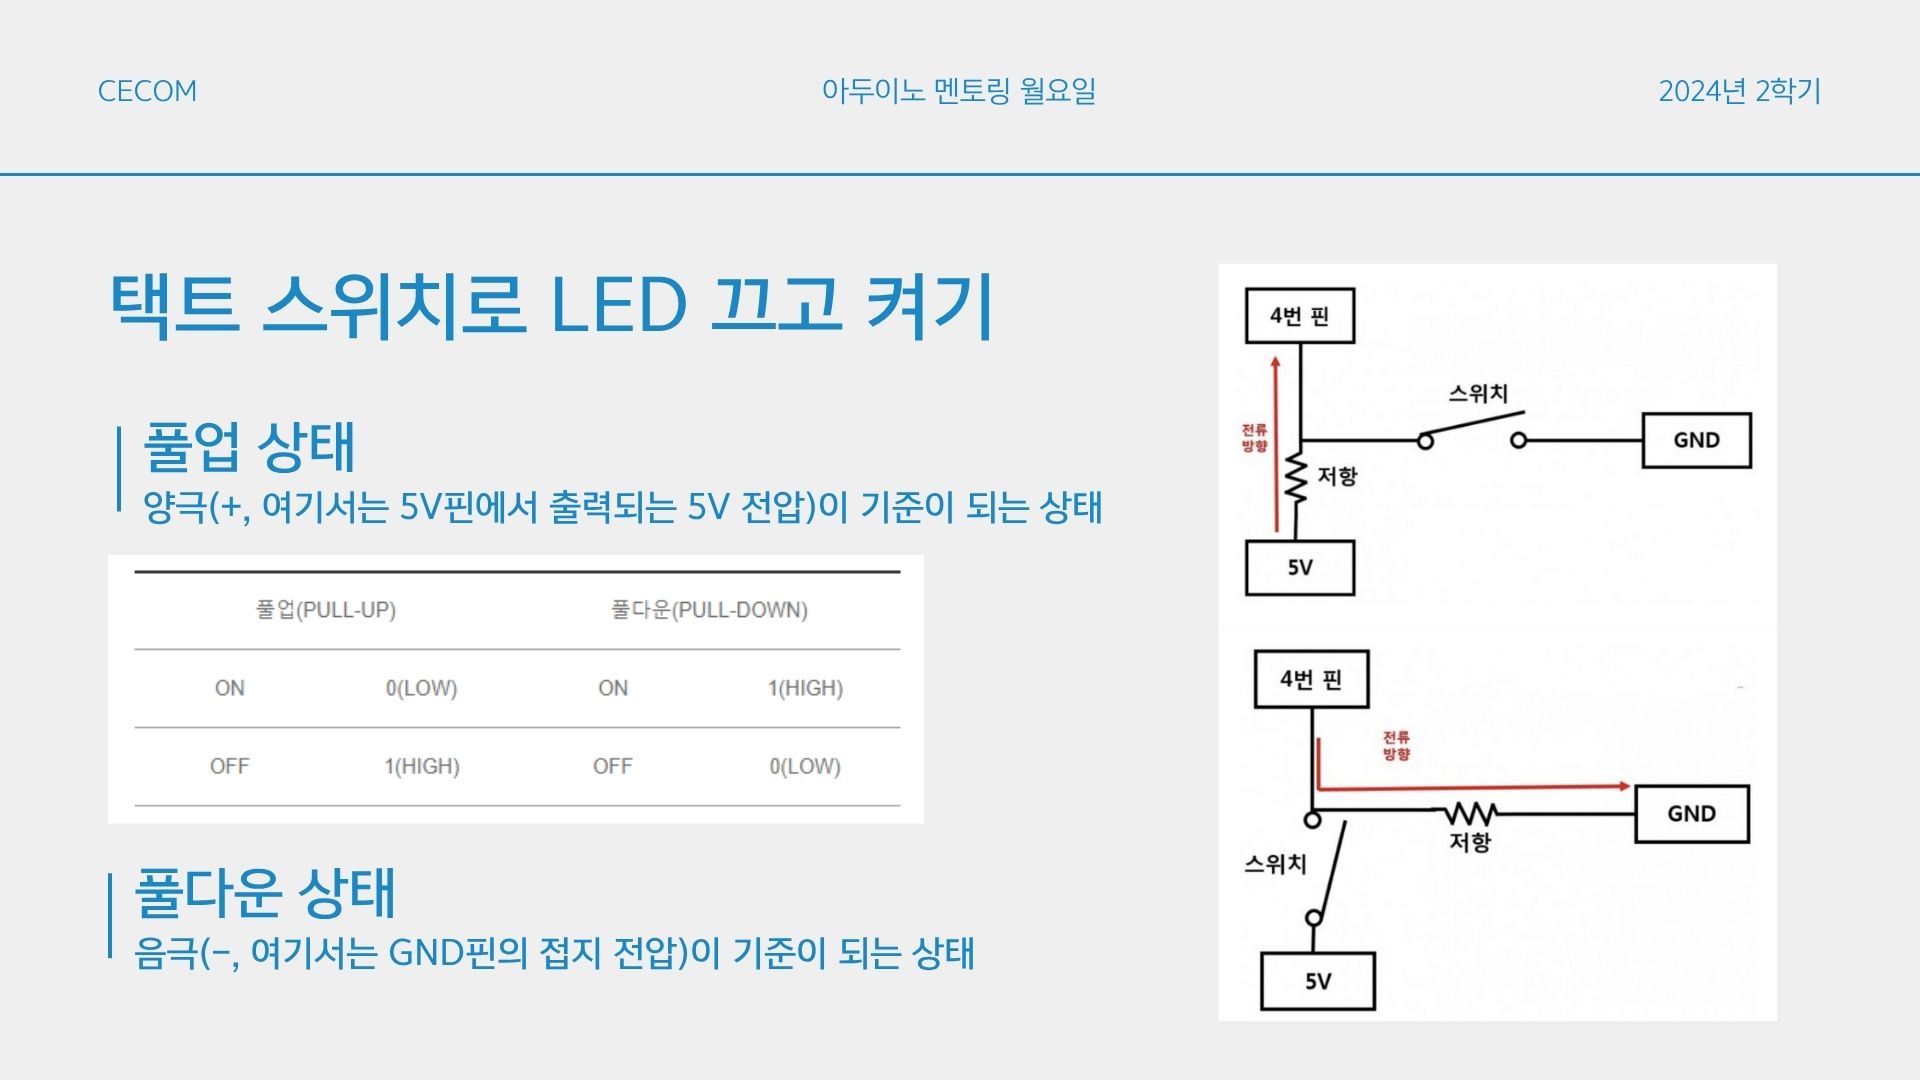 CECOM
아두이노 멘토링 월요일
2024년 2학기
택트 스위치로 LED 끄고 켜기
풀업 상태
양극(+, 여기서는 5V핀에서 출력되는 5V 전압)이 기준이 되는 상태
풀업(PULL-UP) 풀다운(PULL-DOWN)
ON 0(LOW) ON 1(HIGH)
OFF 1(HIGH) OFF 0(LOW)
풀다운 상태
음극(−, 여기서는 GND핀의 접지 전압)이 기준이 되는 상태
4번 핀
스위치
GND
전류
방향
저항
5V
4번 핀
전류
방향
GND
저항
스위치
5V